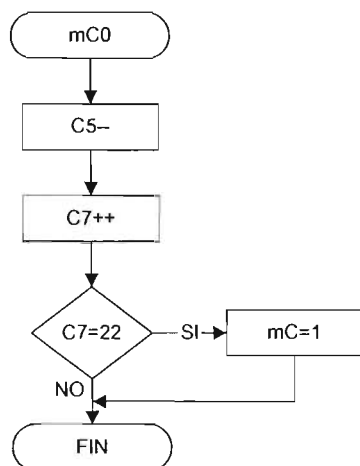 mC0
C5--
C7++
C7=22
SI
mC=1
NO
FIN